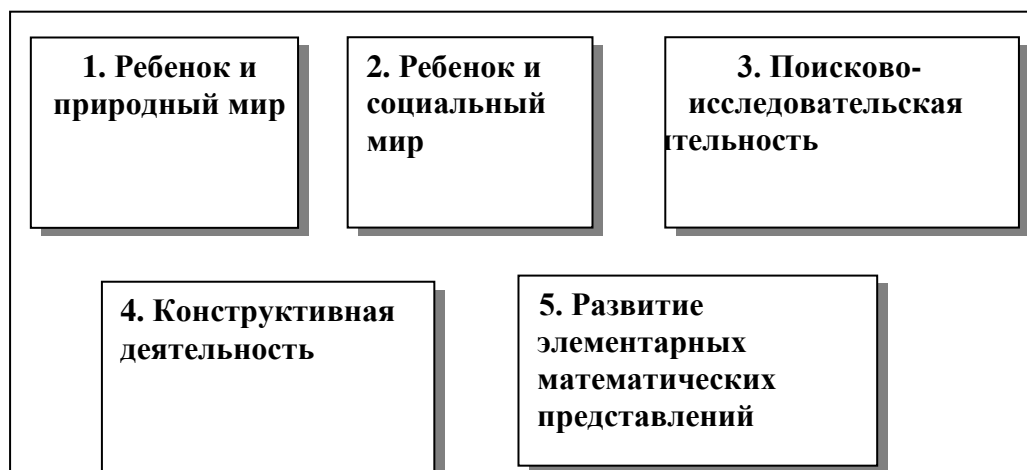 1. Ребенок и
природный мир
2. Ребенок и
социальный
мир
3. Поисково-
исследовательская
ятельность
4. Конструктивная
деятельность
5. Развитие
элементарных
математических
представлений